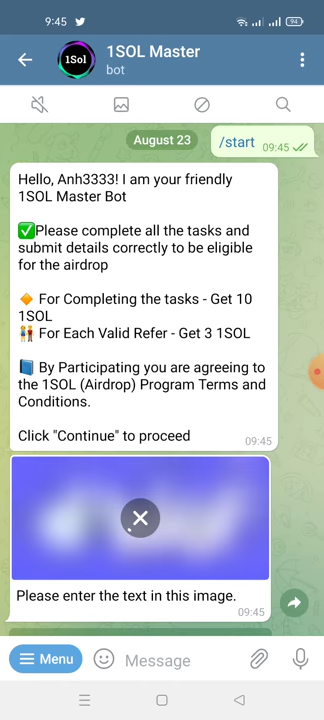 9:45
94
1SOL Master
bot
1Sol
August 23
/start 09:45
Hello, Anh3333! I am your friendly
1SOL Master Bot
✅Please complete all the tasks and
submit details correctly to be eligible
for the airdrop
🔶 For Completing the tasks - Get 10
1SOL
👫 For Each Valid Refer - Get 3 1SOL
📘 By Participating you are agreeing to
the 1SOL (Airdrop) Program Terms and
Conditions.
Click "Continue" to proceed
09:45
Please enter the text in this image.
09:45
Menu
Message